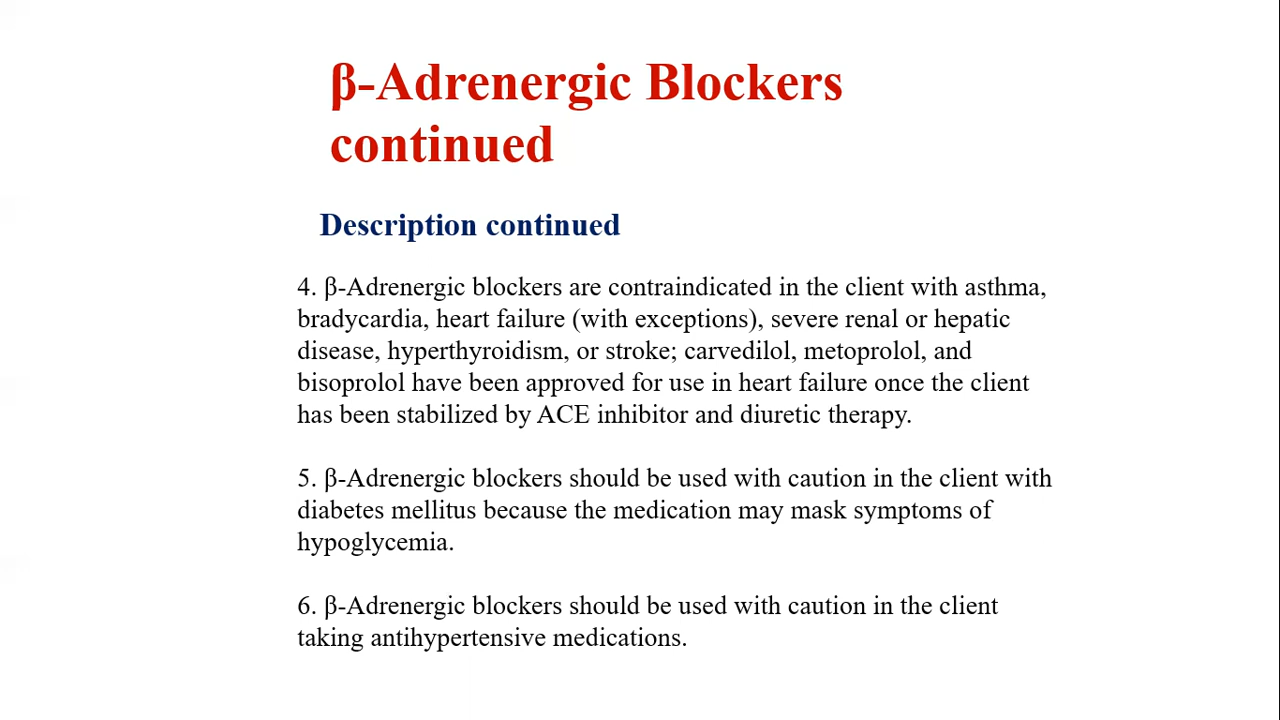 β-Adrenergic Blockers
continued
Description continued
4. β-Adrenergic blockers are contraindicated in the client with asthma,
bradycardia, heart failure (with exceptions), severe renal or hepatic
disease, hyperthyroidism, or stroke; carvedilol, metoprolol, and
bisoprolol have been approved for use in heart failure once the client
has been stabilized by ACE inhibitor and diuretic therapy.
5. β-Adrenergic blockers should be used with caution in the client with
diabetes mellitus because the medication may mask symptoms of
hypoglycemia.
6. β-Adrenergic blockers should be used with caution in the client
taking antihypertensive medications.